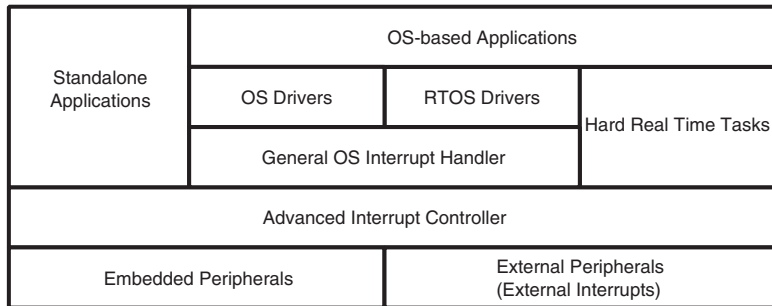 OS-based Applications
Standalone
Applications
OS Drivers
RTOS Drivers
Hard Real Time Tasks
General OS Interrupt Handler
Advanced Interrupt Controller
Embedded Peripherals
External Peripherals
(External Interrupts)